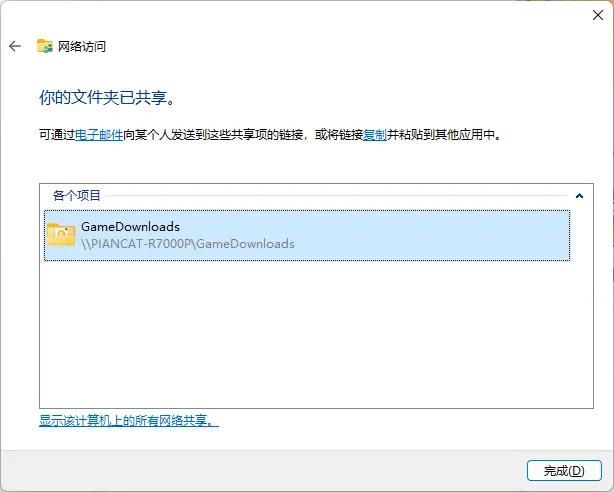 网络访问
你的文件夹已共享。
可通过电子邮件向某个人发送到这些共享项的链接，或将链接复制并粘贴到其他应用中。
各个项目
GameDownloads
\\PIANCAT-R7000P\GameDownloads
显示该计算机上的所有网络共享。
完成(D)